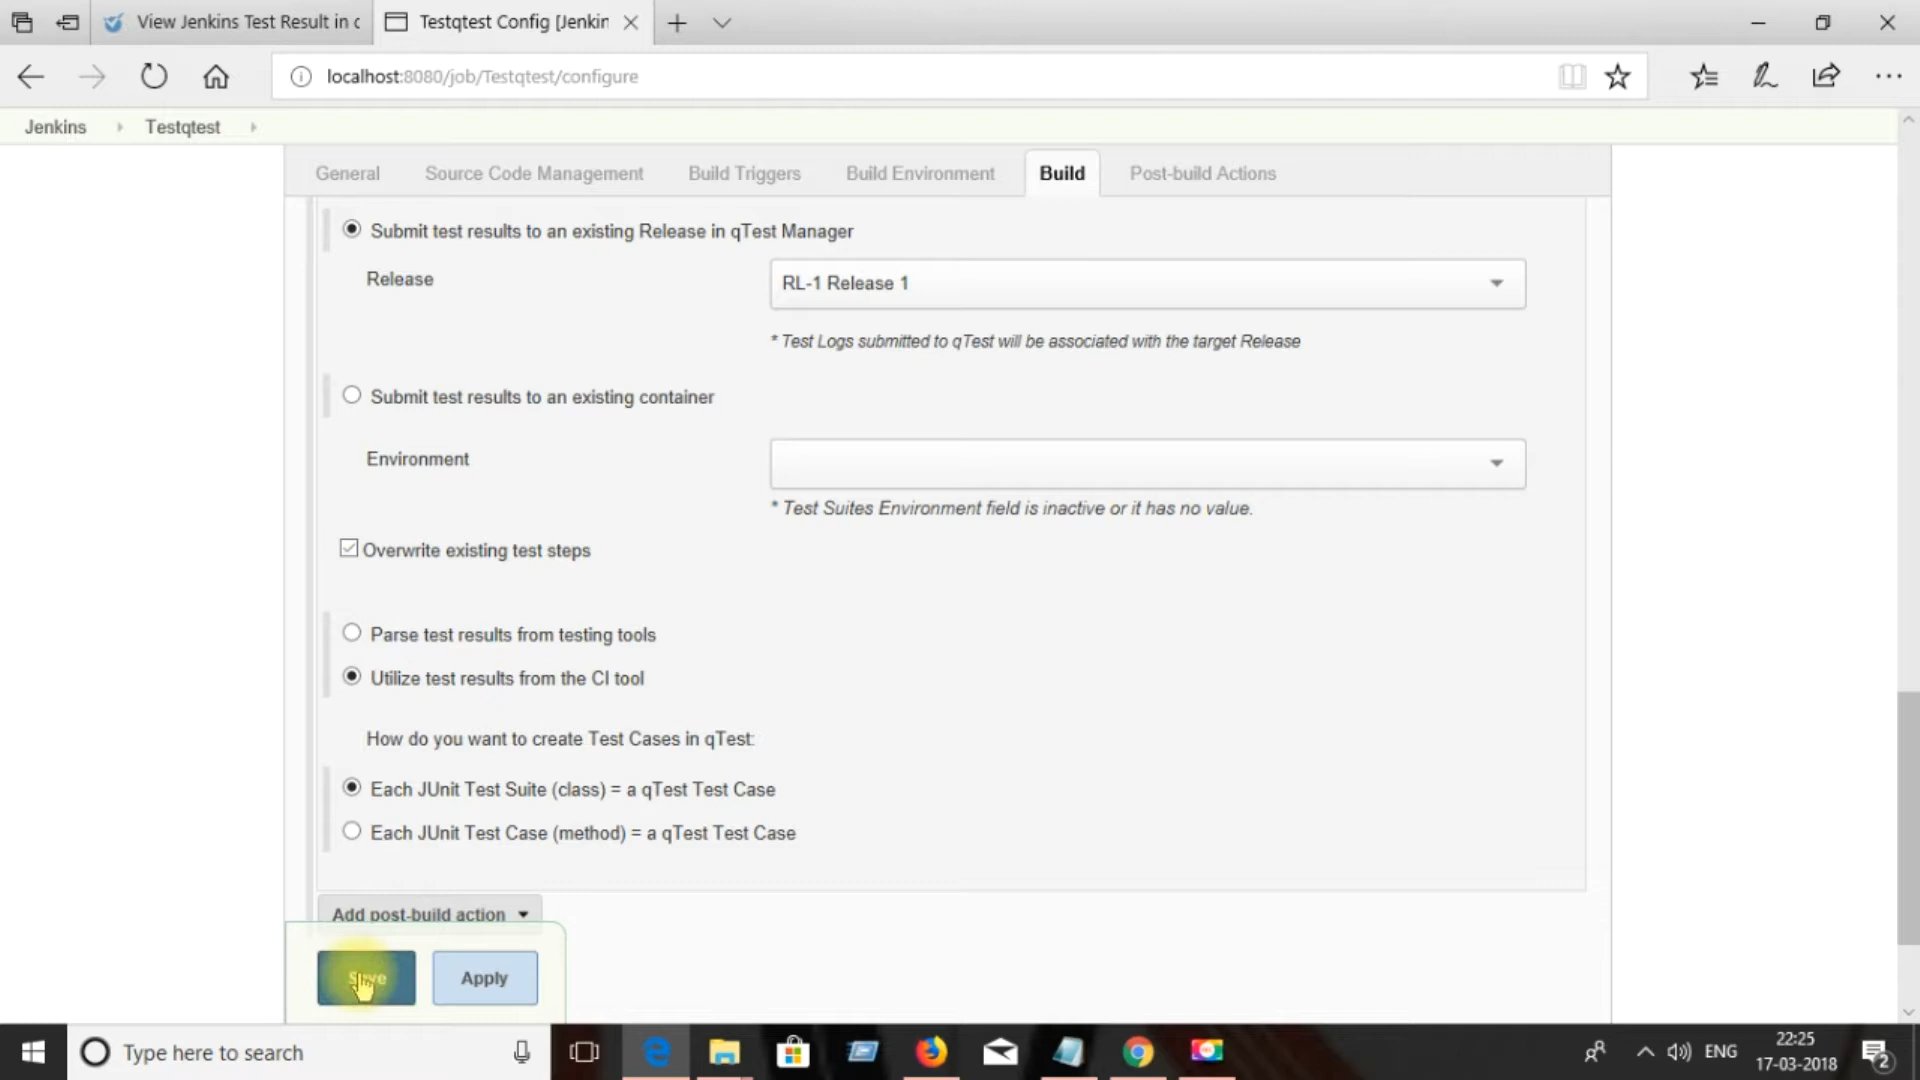 View Jenkins Test Result in c
Testqtest Config [Jenkin
localhost:8080/job/Testqtest/configure
Jenkins
Testqtest
General
Source Code Management
Build Triggers
Build Environment
Build
Post-build Actions
Submit test results to an existing Release in qTest Manager
Release
RL-1 Release 1
* Test Logs submitted to qTest will be associated with the target Release
Submit test results to an existing container
Environment
* Test Suites Environment field is inactive or it has no value.
Overwrite existing test steps
Parse test results from testing tools
Utilize test results from the CI tool
How do you want to create Test Cases in qTest:
Each JUnit Test Suite (class) = a qTest Test Case
Each JUnit Test Case (method) = a qTest Test Case
Add post-build action
Save
Apply
Type here to search
ENG
22:25
17-03-2018
2